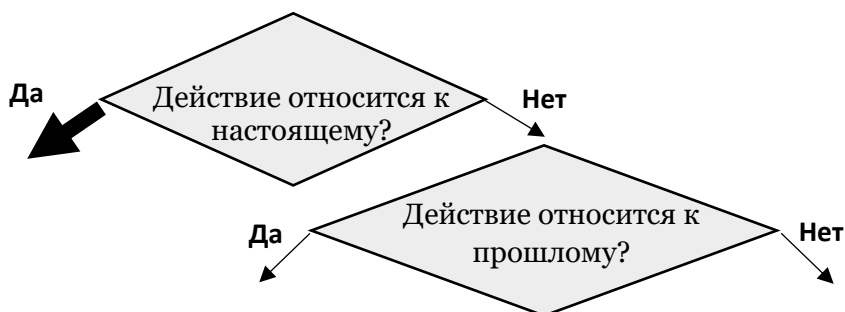 Да
Действие относится к
настоящему?
Нет
Да
Действие относится к
прошлому?
Нет